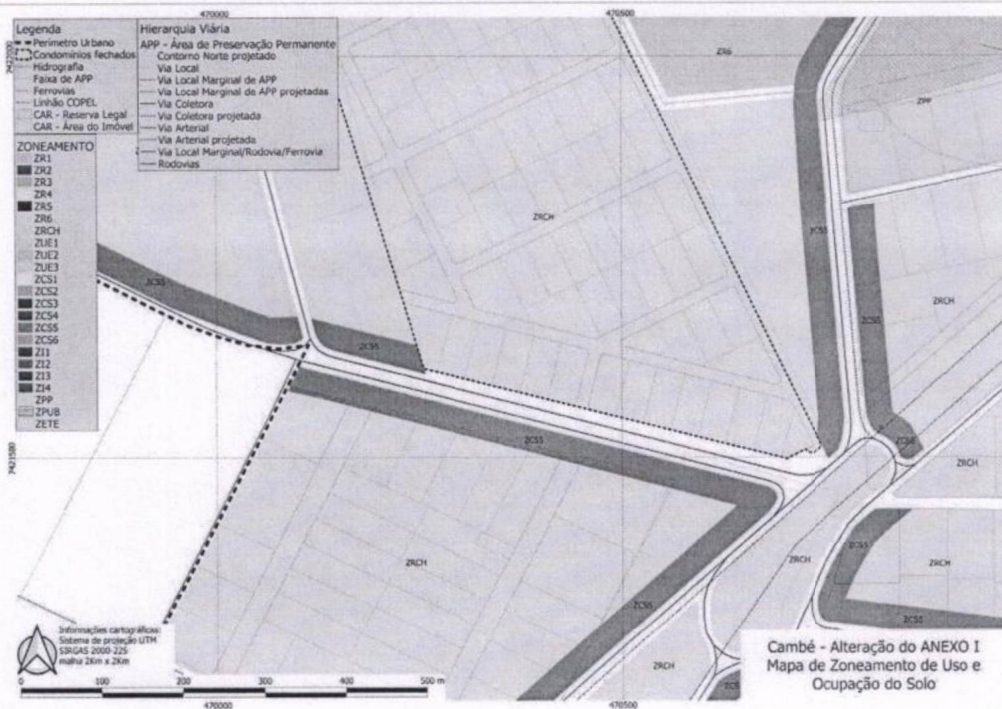 470000
470500
7422000
7421500
Legenda
Perimetro Urbano
Condominios fechados
Hidrografia
Faixa de APP
Ferrovias
Linhão COPEL
CAR - Reserva Legal
CAR - Área do Imóvel
Hierarquia Viária
APP - Área de Preservação Permanente
Contorno Norte projetado
Via Local
Via Local Marginal de APP
Via Local Marginal de APP projetadas
Via Coletora
Via Coletora projetada
Via Arterial
Via Arterial projetada
Via Local Marginal/Rodovia/Ferrovia
Rodovias
ZONEAMENTO
ZR1
ZR2
ZR3
ZR4
ZR5
ZR6
ZRCH
ZUE1
ZUE2
ZUE3
ZCS1
ZCS2
ZCS3
ZCS4
ZCS5
ZCS6
ZI1
ZI2
ZI3
ZI4
ZPP
ZPUB
ZETE
ZR6
ZPP
ZRCH
ZCS5
ZCS5
ZRCH
ZCS5
ZCS5
ZCS5
ZCS5
ZRCH
ZRCH
ZRCH
ZCS5
ZRCH
ZCS5
ZCS5
ZRCH
Informações cartográficas:
Sistema de projeção UTM
SIRGAS 2000-22S
malha 2Km x 2Km
0 100 200 300 400 500 m
470000
470500
Cambé - Alteração do ANEXO I
Mapa de Zoneamento de Uso e
Ocupação do Solo